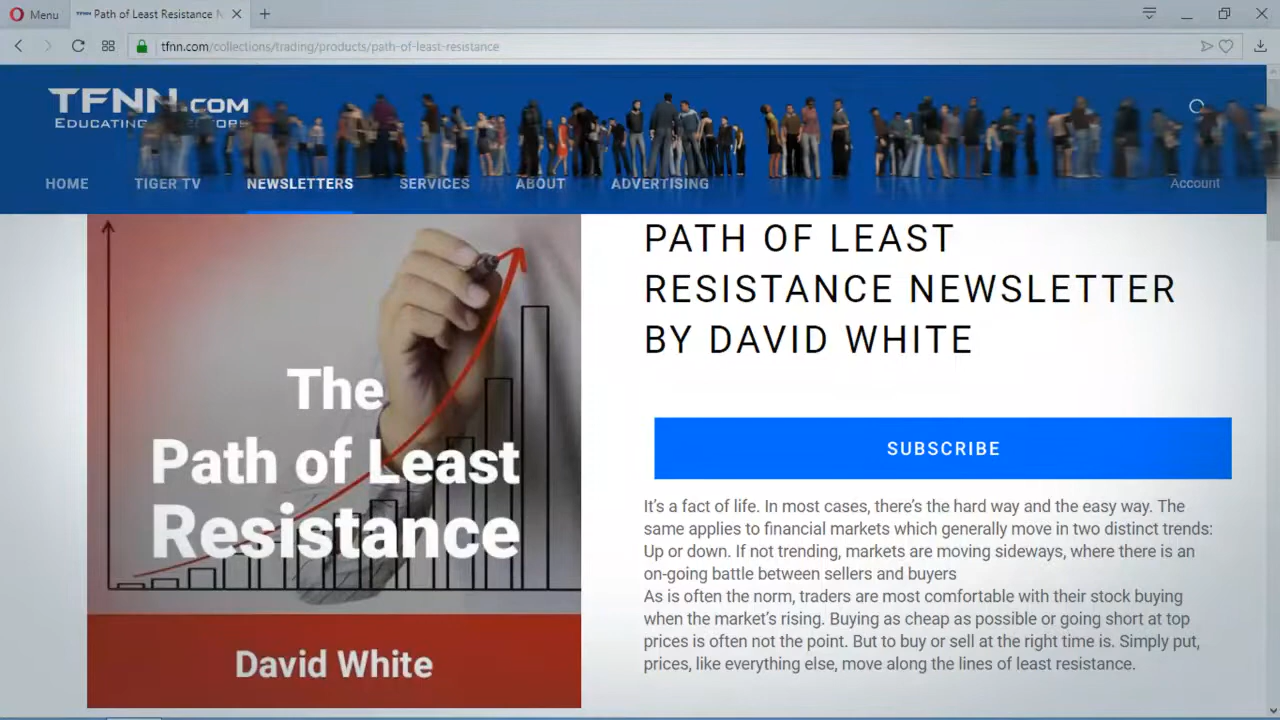 Menu
Path of Least Resistance N
tfnn.com/collections/trading/products/path-of-least-resistance
TFNN.COM
EDUCATING
HOME
TIGER TV
NEWSLETTERS
SERVICES
ABOUT
ADVERTISING
Account
The
Path of Least
Resistance
David White
PATH OF LEAST
RESISTANCE NEWSLETTER
BY DAVID WHITE
SUBSCRIBE
It's a fact of life. In most cases, there's the hard way and the easy way. The
same applies to financial markets which generally move in two distinct trends:
Up or down. If not trending, markets are moving sideways, where there is an
on-going battle between sellers and buyers
As is often the norm, traders are most comfortable with their stock buying
when the market's rising. Buying as cheap as possible or going short at top
prices is often not the point. But to buy or sell at the right time is. Simply put,
prices, like everything else, move along the lines of least resistance.